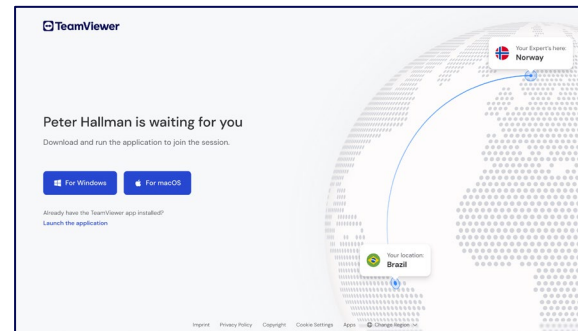 TeamViewer
Your Expert's here:
Norway
Peter Hallman is waiting for you
Download and run the application to join the session.
For Windows
For macOS
Already have the TeamViewer app installed?
Launch the application
Your location:
Brazil
Imprint Privacy Policy Copyright Cookie-Settings Apps Change Region